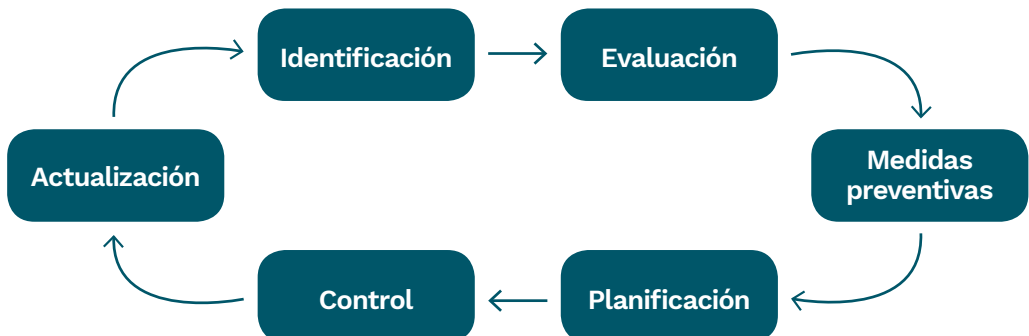 Identificación
Evaluación
Medidas
preventivas
Planificación
Control
Actualización